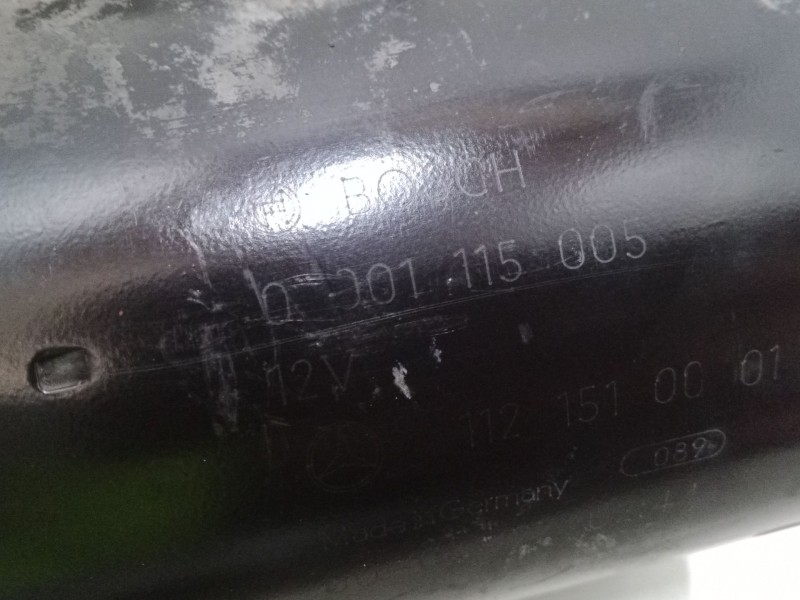 BOSCH
0 001 115 005
12V
112 151 00 01
089
Made in Germany